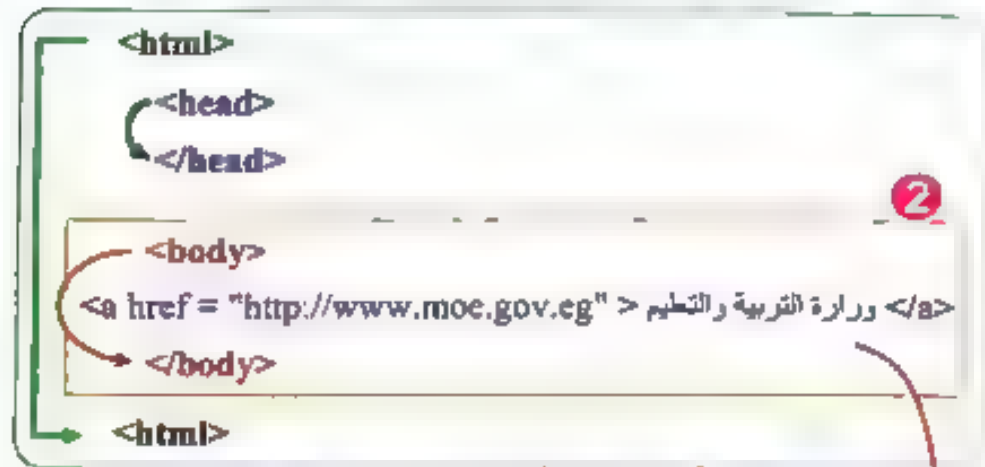 <html>
<head>
</head>
2
<body>
<a href = "http://www.moe.gov.eg" > وزارة التربية والتعليم </a>
</body>
<html>